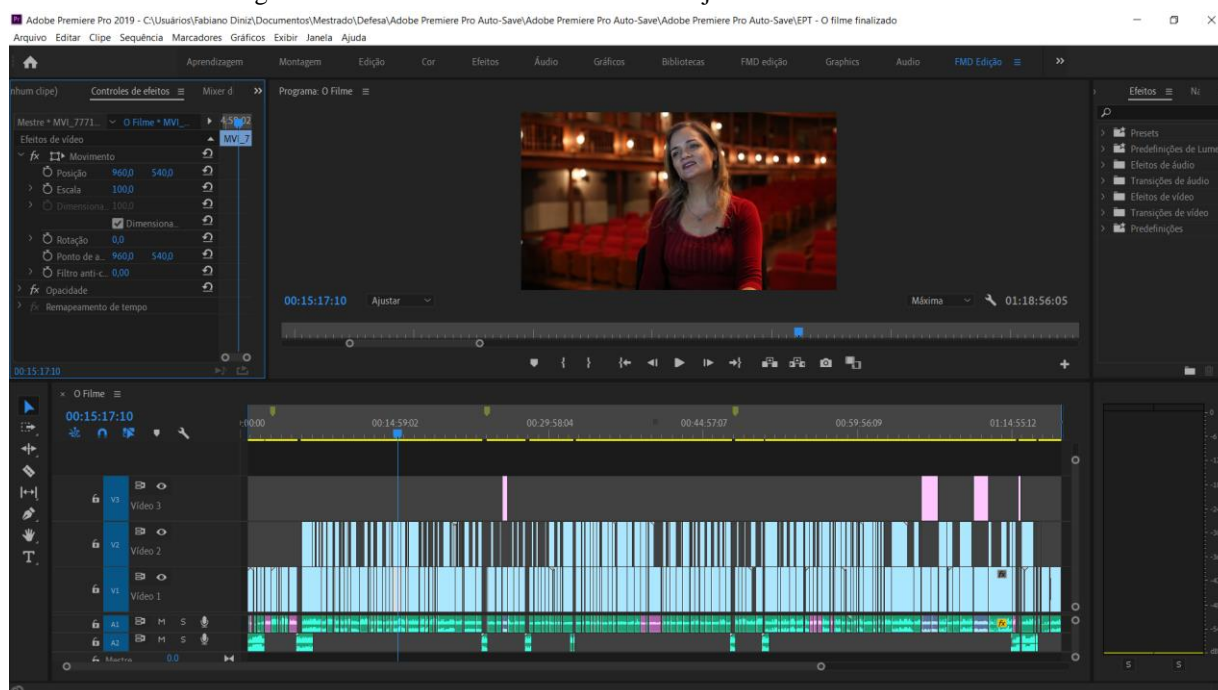 Adobe Premiere Pro 2019 - C:\Usuários\Fabiano Diniz\Documentos\Mestrado\Defesa\Adobe Premiere Pro Auto-Save\Adobe Premiere Pro Auto-Save\Adobe Premiere Pro Auto-Save\EPT - O filme finalizado
Arquivo Editar Clipe Sequência Marcadores Gráficos Exibir Janela Ajuda
Aprendizagem Montagem Edição Cor Efeitos Áudio Gráficos Bibliotecas FMD edição Graphics Audio FMD Edição
nhum clipe) Controles de efeitos Mixer d Programa: O Filme Efeitos
Mestre * MVI_7771... O Filme * MVI_...
Efeitos de vídeo MVI_7
fx Movimento
Posição 960,0 540,0
Escala 100,0
Dimensiona... 100,0
Dimensiona...
Rotação 0,0
Ponto de a... 960,0 540,0
Filtro anti-c... 0,00
fx Opacidade
fx Remapeamento de tempo
00:15:17:10
Presets
Predefinições de Lume
Efeitos de áudio
Transições de áudio
Efeitos de vídeo
Transições de vídeo
Predefinições
00:15:17:10 Ajustar Máxima 01:18:56:05
× O Filme
00:15:17:10
:00:00 00:14:59:02 00:29:58:04 00:44:57:07 00:59:56:09 01:14:55:12
V3 Vídeo 3
V2 Vídeo 2
V1 Vídeo 1
A1 M S
A2 M S
Mestre 0,0
fx
S S